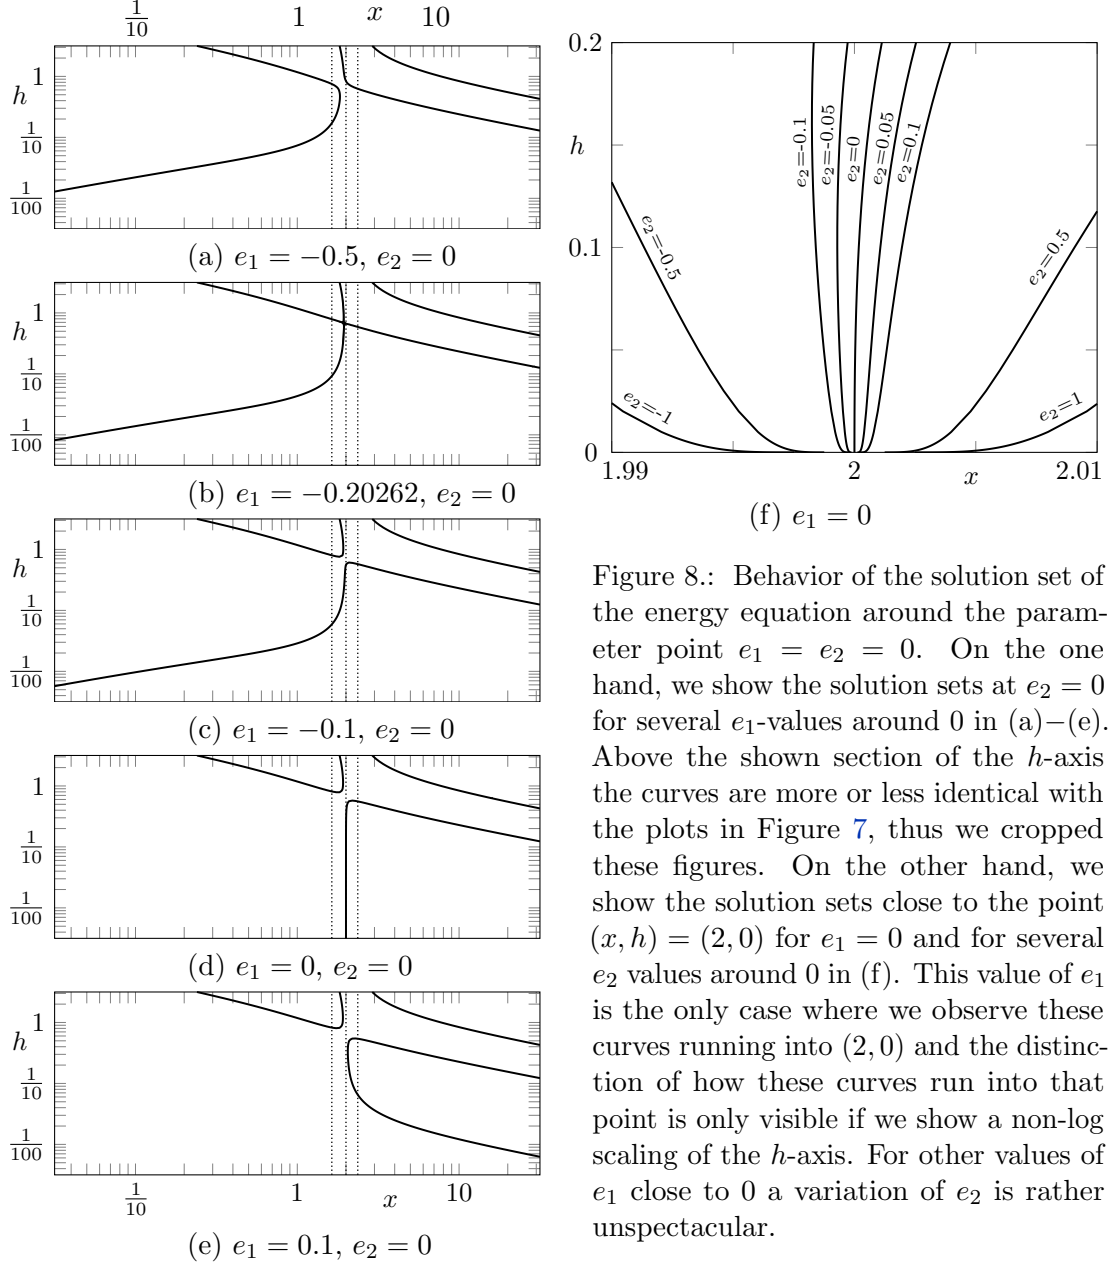 1/10 1 x 10
1
h
1/10
1/100
(a) e₁ = −0.5, e₂ = 0
1
h
1/10
1/100
(b) e₁ = −0.20262, e₂ = 0
1
h
1/10
1/100
(c) e₁ = −0.1, e₂ = 0
1
h
1/10
1/100
(d) e₁ = 0, e₂ = 0
1
h
1/10
1/100
1/10 1 x 10
(e) e₁ = 0.1, e₂ = 0
0.2
h
0.1
0
e₂=-0.1
e₂=-0.05
e₂=0
e₂=0.05
e₂=0.1
e₂=-0.5
e₂=0.5
e₂=-1
e₂=1
1.99 2 x 2.01
(f) e₁ = 0
Figure 8.: Behavior of the solution set of
the energy equation around the param-
eter point e₁ = e₂ = 0. On the one
hand, we show the solution sets at e₂ = 0
for several e₁-values around 0 in (a)−(e).
Above the shown section of the h-axis
the curves are more or less identical with
the plots in Figure 7, thus we cropped
these figures. On the other hand, we
show the solution sets close to the point
(x, h) = (2, 0) for e₁ = 0 and for several
e₂ values around 0 in (f). This value of e₁
is the only case where we observe these
curves running into (2, 0) and the distinc-
tion of how these curves run into that
point is only visible if we show a non-log
scaling of the h-axis. For other values of
e₁ close to 0 a variation of e₂ is rather
unspectacular.